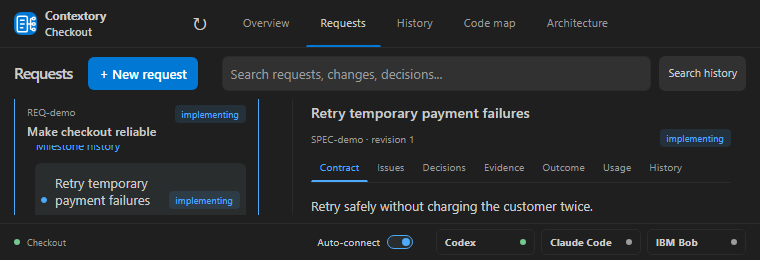 Contextory
Checkout
Overview
Requests
History
Code map
Architecture
Requests
+ New request
Search requests, changes, decisions...
Search history
REQ-demo
implementing
Make checkout reliable
Milestone history
Retry temporary
payment failures
implementing
Retry temporary payment failures
SPEC-demo · revision 1
implementing
Contract
Issues
Decisions
Evidence
Outcome
Usage
History
Retry safely without charging the customer twice.
Checkout
Auto-connect
Codex
Claude Code
IBM Bob